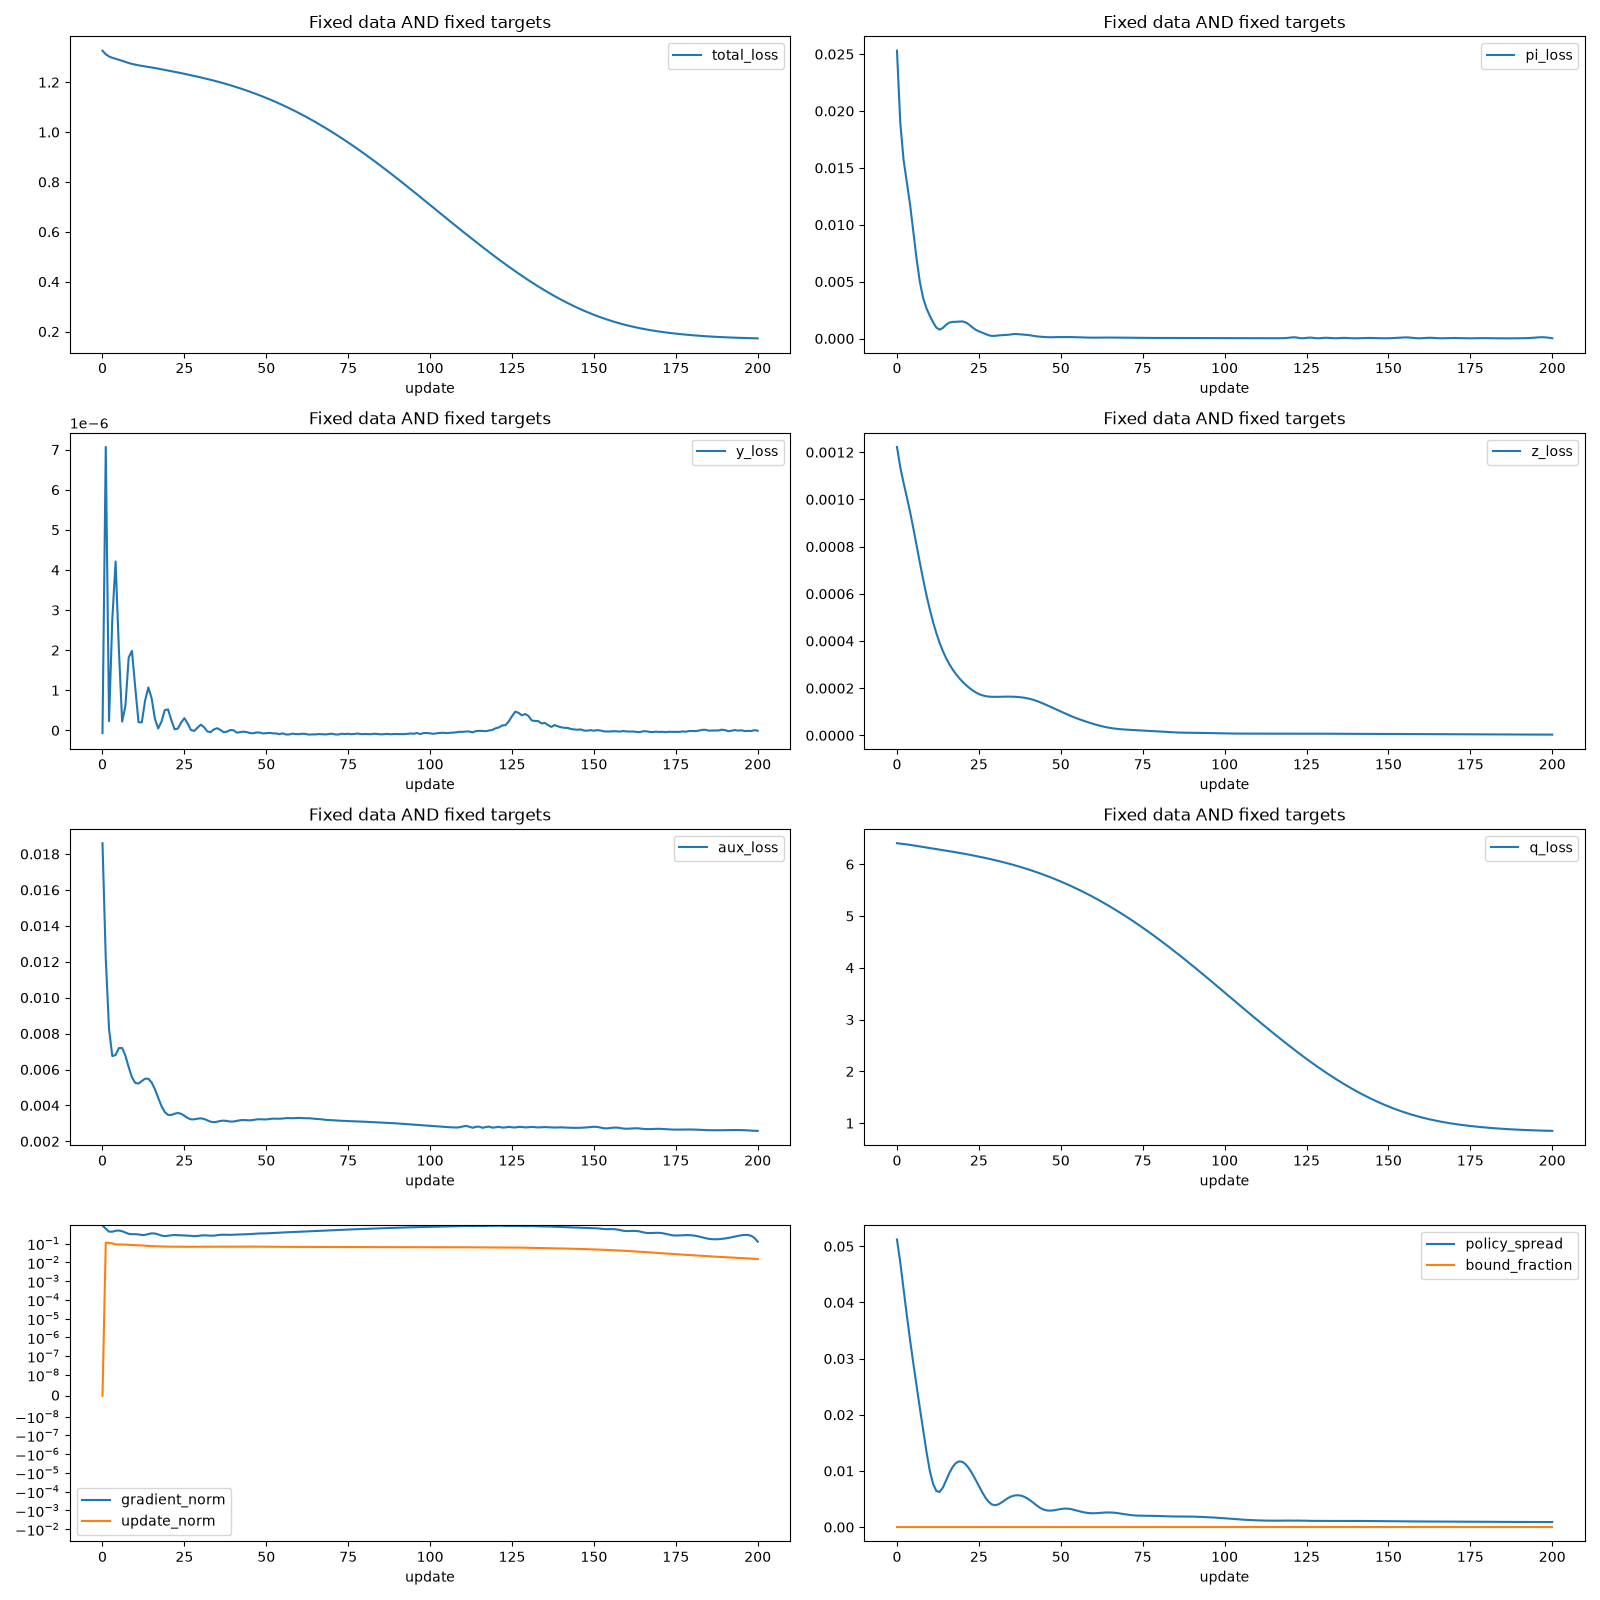 Fixed data AND fixed targets
total_loss
1.2
1.0
0.8
0.6
0.4
0.2
0 25 50 75 100 125 150 175 200
update
Fixed data AND fixed targets
pi_loss
0.025
0.020
0.015
0.010
0.005
0.000
0 25 50 75 100 125 150 175 200
update
Fixed data AND fixed targets
1e−6
y_loss
7
6
5
4
3
2
1
0
0 25 50 75 100 125 150 175 200
update
Fixed data AND fixed targets
z_loss
0.0012
0.0010
0.0008
0.0006
0.0004
0.0002
0.0000
0 25 50 75 100 125 150 175 200
update
Fixed data AND fixed targets
aux_loss
0.018
0.016
0.014
0.012
0.010
0.008
0.006
0.004
0.002
0 25 50 75 100 125 150 175 200
update
Fixed data AND fixed targets
q_loss
6
5
4
3
2
1
0 25 50 75 100 125 150 175 200
update
10⁻¹
10⁻²
10⁻³
10⁻⁴
10⁻⁵
10⁻⁶
10⁻⁷
10⁻⁸
0
−10⁻⁸
−10⁻⁷
−10⁻⁶
−10⁻⁵
−10⁻⁴
−10⁻³
−10⁻²
gradient_norm
update_norm
0 25 50 75 100 125 150 175 200
update
policy_spread
bound_fraction
0.05
0.04
0.03
0.02
0.01
0.00
0 25 50 75 100 125 150 175 200
update